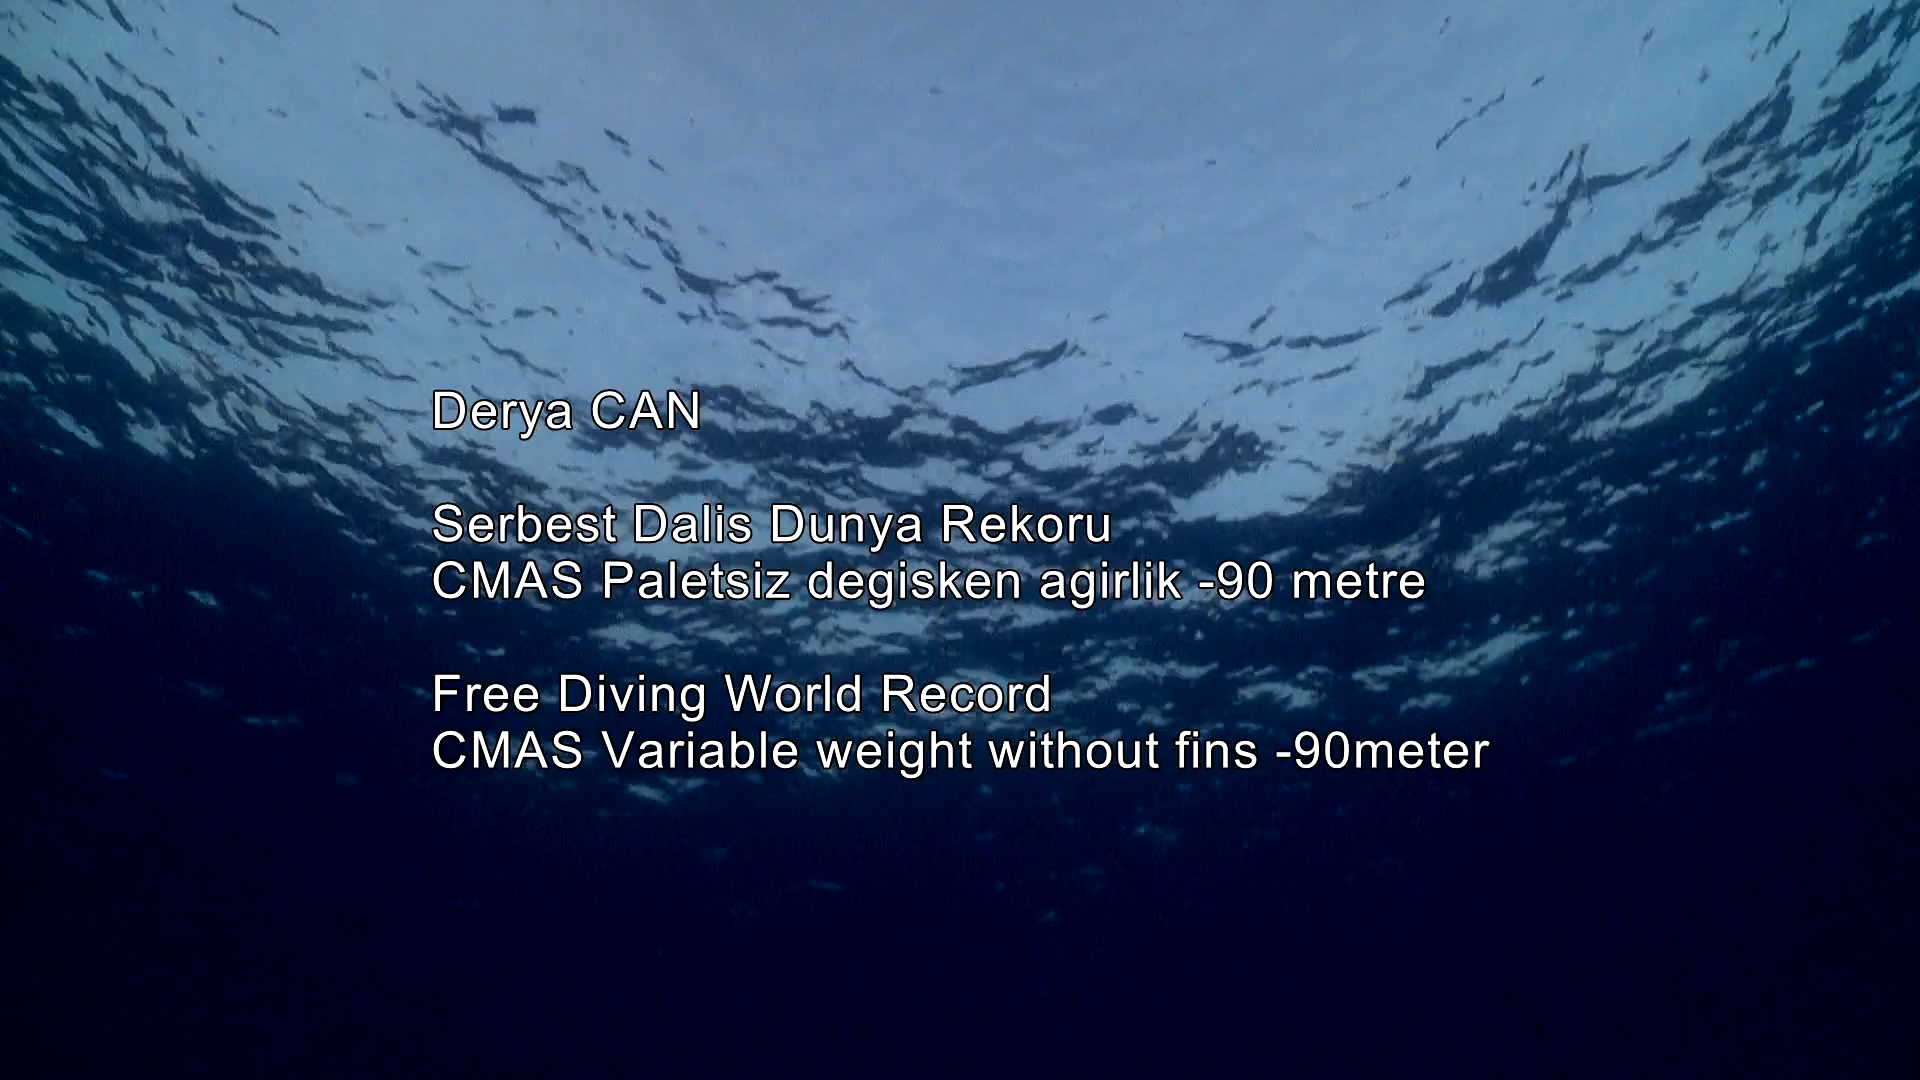 Derya CAN
Serbest Dalis Dunya Rekoru
CMAS Paletsiz degisken agirlik -90 metre
Free Diving World Record
CMAS Variable weight without fins -90meter